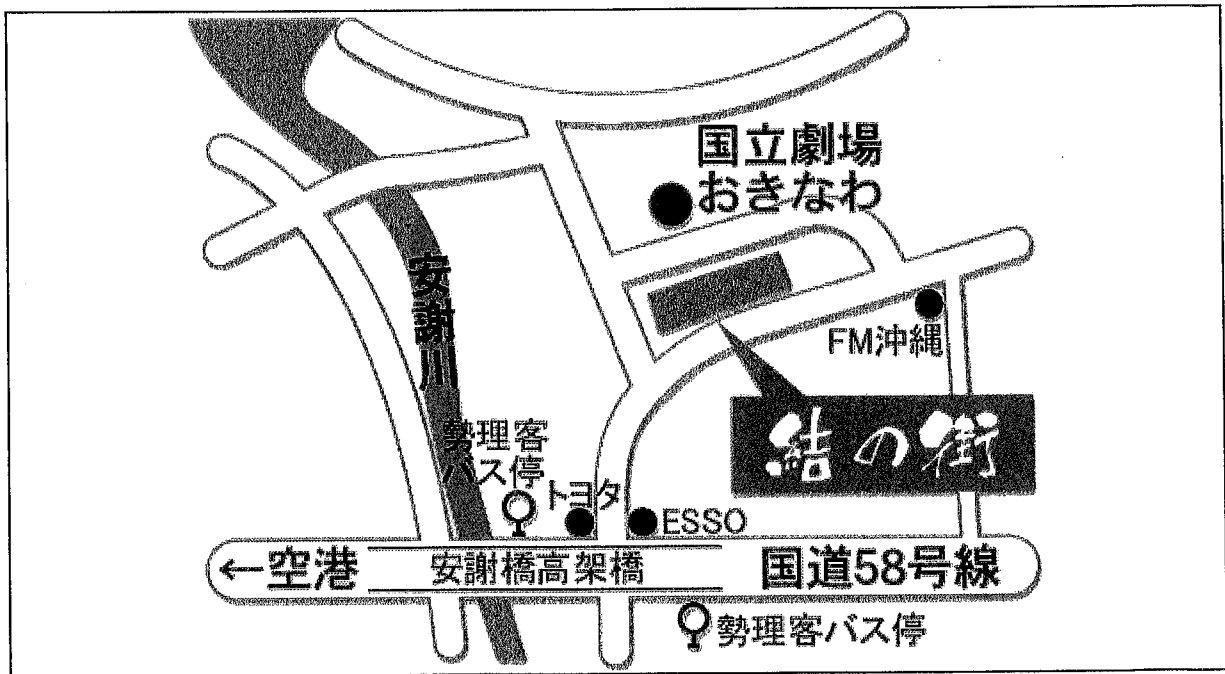 国立劇場
おきなわ
安謝川
FM沖縄
結の街
勢理客
バス停
トヨタ
ESSO
←空港
安謝橋高架橋
国道58号線
勢理客バス停